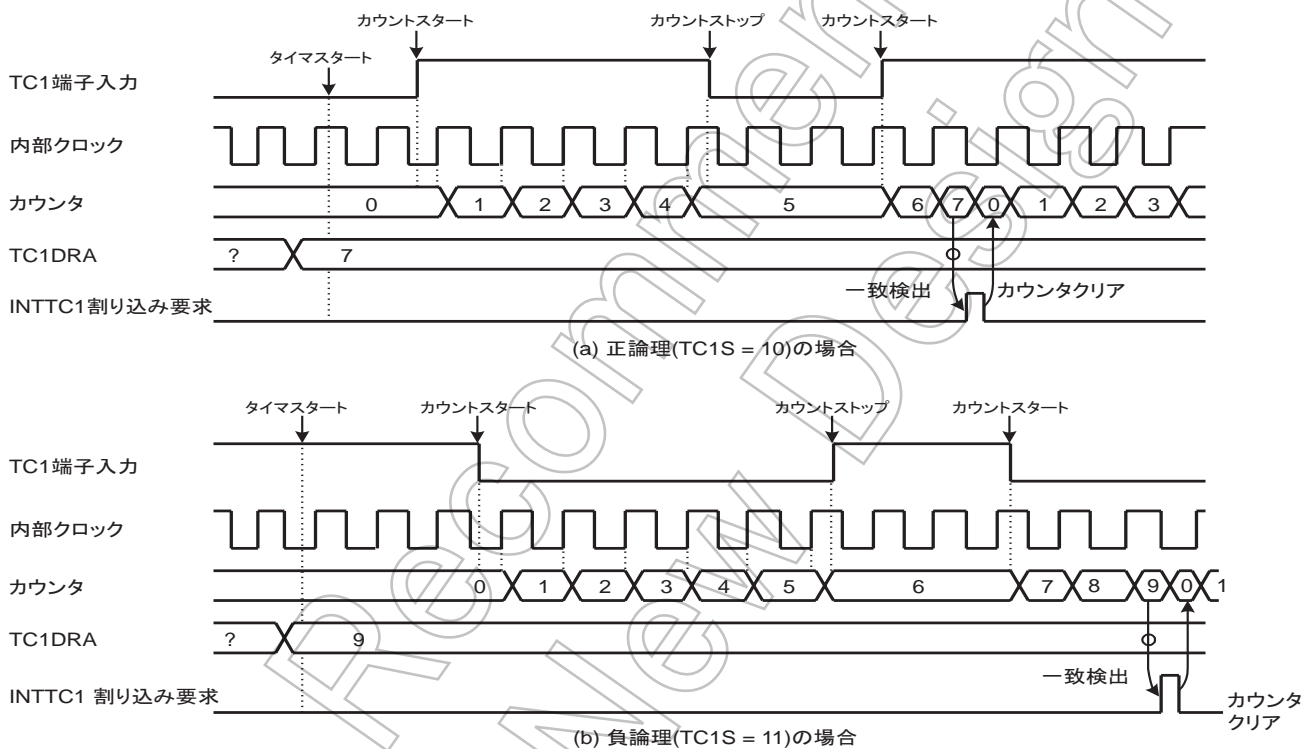 カウントスタート カウントストップ カウントスタート
タイマスタート
TC1端子入力
内部クロック
カウンタ 0 1 2 3 4 5 6 7 0 1 2 3
TC1DRA ? 7
一致検出 カウンタクリア
INTTC1割り込み要求
(a) 正論理(TC1S = 10)の場合
タイマスタート カウントスタート カウントストップ カウントスタート
TC1端子入力
内部クロック
カウンタ 0 1 2 3 4 5 6 7 8 9 0 1
TC1DRA ? 9
一致検出
INTTC1 割り込み要求 カウンタ
クリア
(b) 負論理(TC1S = 11)の場合
Recommen
New Design